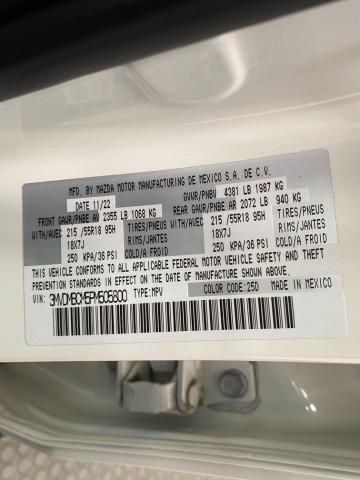 MFD. BY MAZDA MOTOR MANUFACTURING DE MEXICO S.A. DE C.V.
DATE 11/22 GVWR/PNBV 4381 LB 1987 KG
FRONT GAWR/PNBE AV 2355 LB 1068 KG REAR GAWR/PNBE AR 2072 LB 940 KG
WITH/AVEC 215 /55R18 95H TIRES/PNEUS WITH/AVEC 215 /55R18 95H TIRES/PNEUS
18X7J RIMS/JANTES 18X7J RIMS/JANTES
250 KPA/36 PSI COLD/A FROID 250 KPA/36 PSI COLD/A FROID
THIS VEHICLE CONFORMS TO ALL APPLICABLE FEDERAL MOTOR VEHICLE SAFETY AND THEFT
PREVENTION STANDARDS IN EFFECT ON THE DATE OF MANUFACTURE SHOWN ABOVE.
VIN: 3MVDMBCM5PM505800 TYPE:MPV COLOR CODE:25D
MADE IN MEXICO